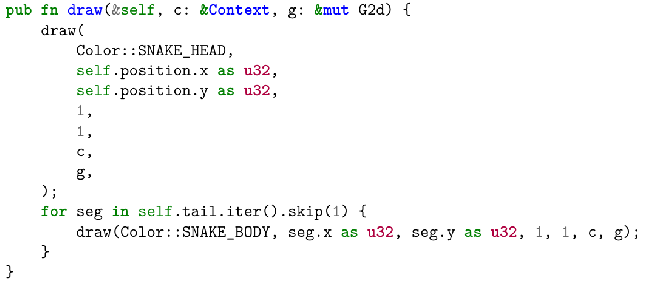 pub fn draw(&self, c: &Context, g: &mut G2d) {
    draw(
        Color::SNAKE_HEAD,
        self.position.x as u32,
        self.position.y as u32,
        1,
        1,
        c,
        g,
    );
    for seg in self.tail.iter().skip(1) {
        draw(Color::SNAKE_BODY, seg.x as u32, seg.y as u32, 1, 1, c, g);
    }
}